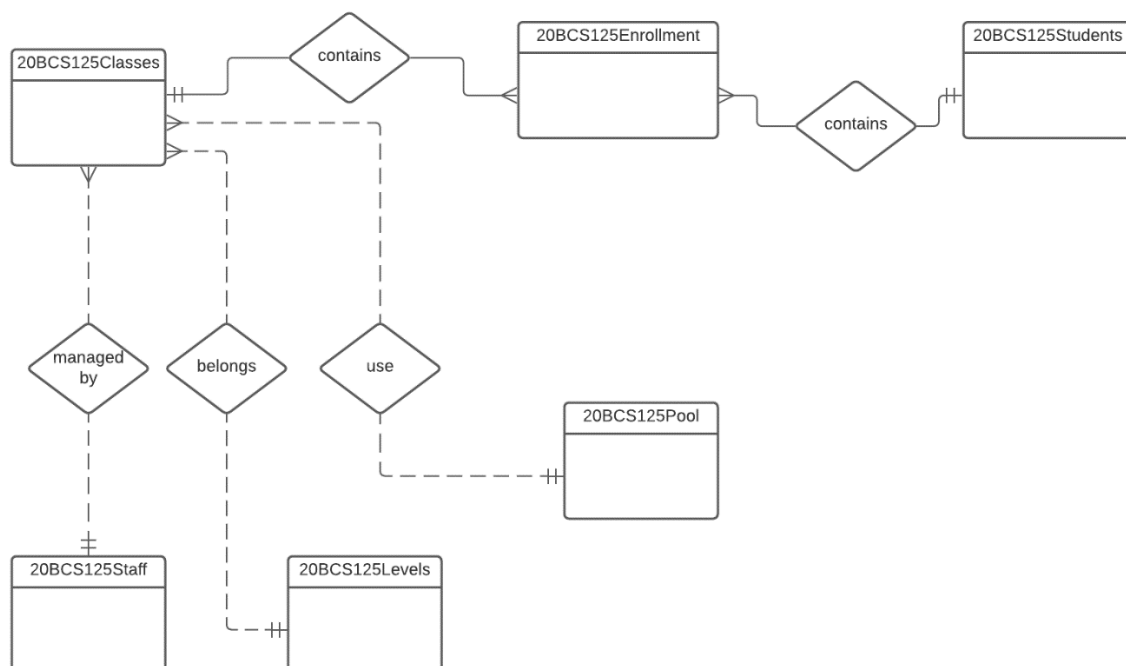 20BCS125Classes
contains
20BCS125Enrollment
20BCS125Students
contains
managed
by
belongs
use
20BCS125Pool
20BCS125Staff
20BCS125Levels